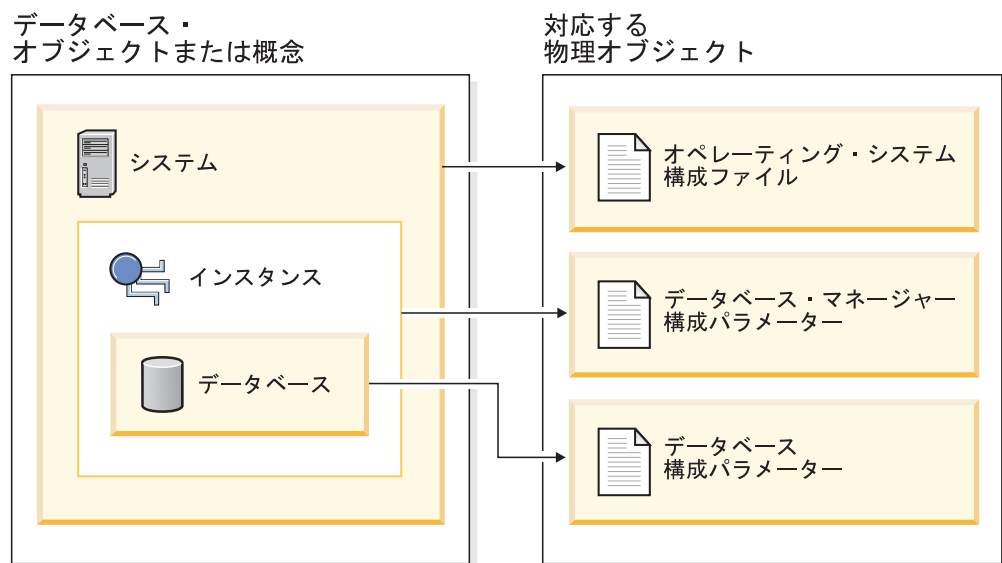 データベース・
オブジェクトまたは概念
システム
インスタンス
データベース
対応する
物理オブジェクト
オペレーティング・システム
構成ファイル
データベース・マネージャー
構成パラメーター
データベース
構成パラメーター